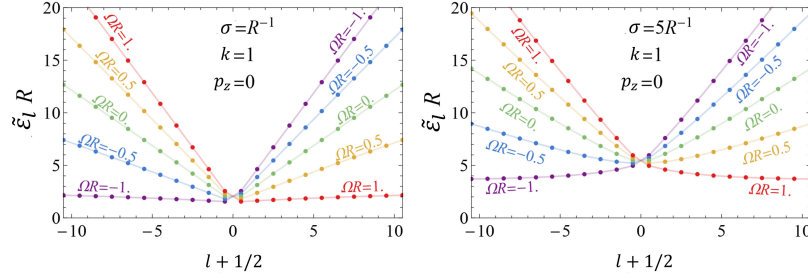 20
15
10
5
0
ε̃ₗ R
ΩR=1.
ΩR=0.5
ΩR=0.
ΩR=−0.5
ΩR=−1.
σ=R⁻¹
k=1
p_z=0
ΩR=−1.
ΩR=−0.5
ΩR=0.
ΩR=0.5
ΩR=1.
−10 −5 0 5 10
l + 1/2
20
15
10
5
0
ε̃ₗ R
ΩR=1.
ΩR=0.5
ΩR=0.
ΩR=−0.5
ΩR=−1.
σ=5R⁻¹
k=1
p_z=0
ΩR=−1.
ΩR=−0.5
ΩR=0.
ΩR=0.5
ΩR=1.
−10 −5 0 5 10
l + 1/2